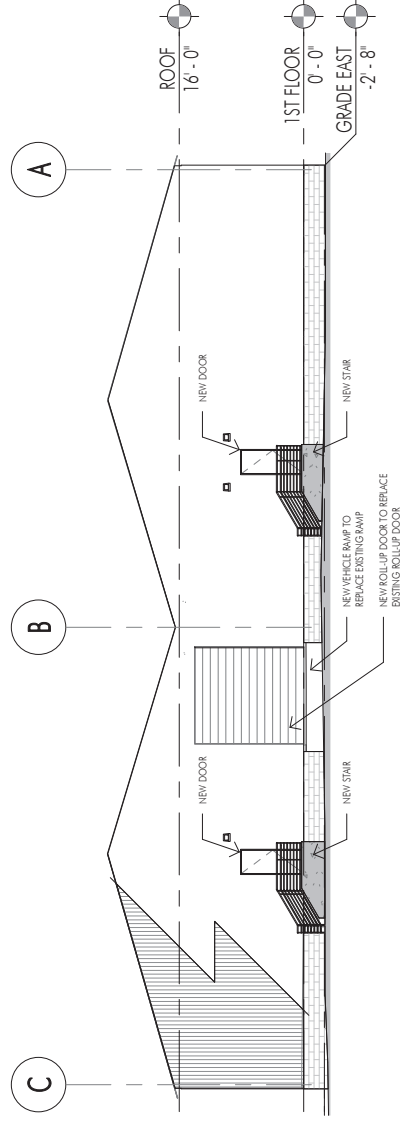 C
B
A
ROOF
16' - 0"
1ST FLOOR
0' - 0"
GRADE EAST
-2' - 8"
NEW DOOR
NEW STAIR
NEW DOOR
NEW STAIR
NEW VEHICLE RAMP TO
REPLACE EXISTING RAMP
NEW ROLL-UP DOOR TO REPLACE
EXISTING ROLL-UP DOOR